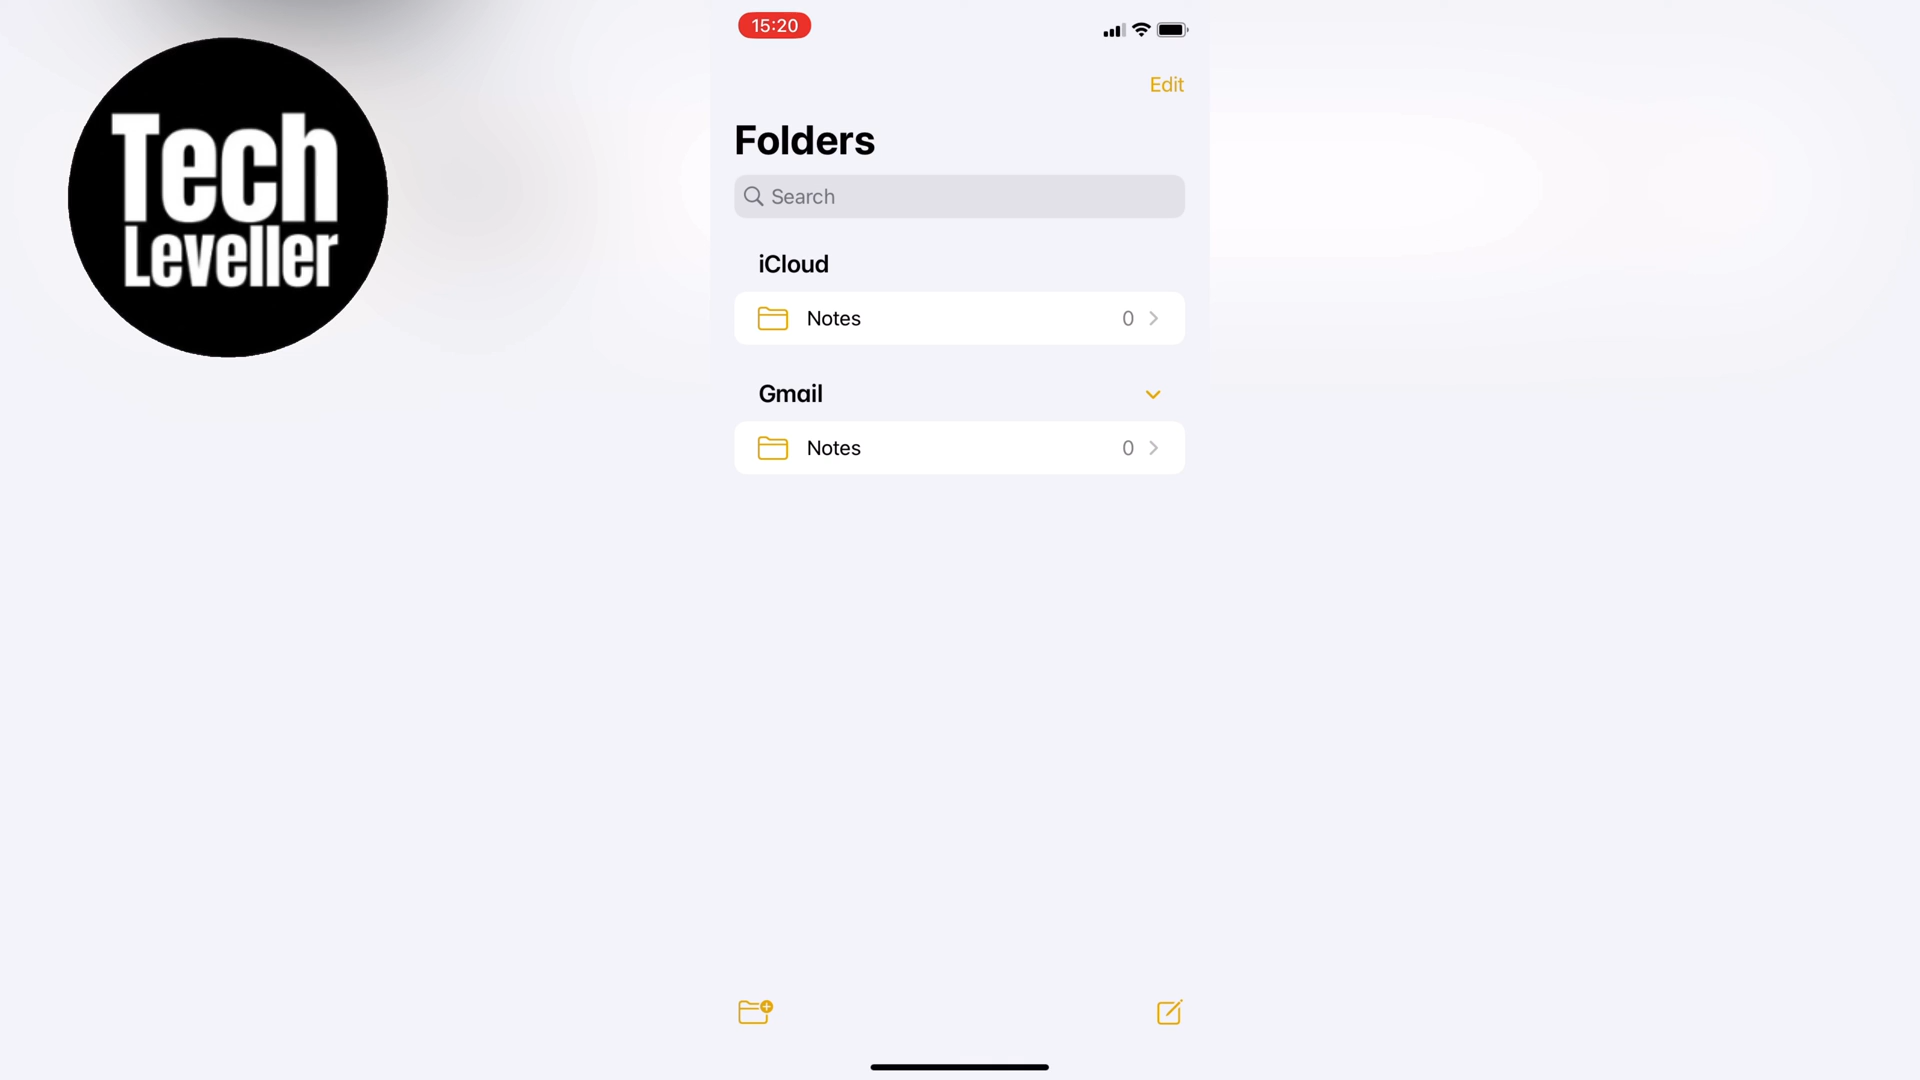 Tech
Leveller
15:20
Edit
Folders
Search
iCloud
Notes 0
Gmail
Notes 0